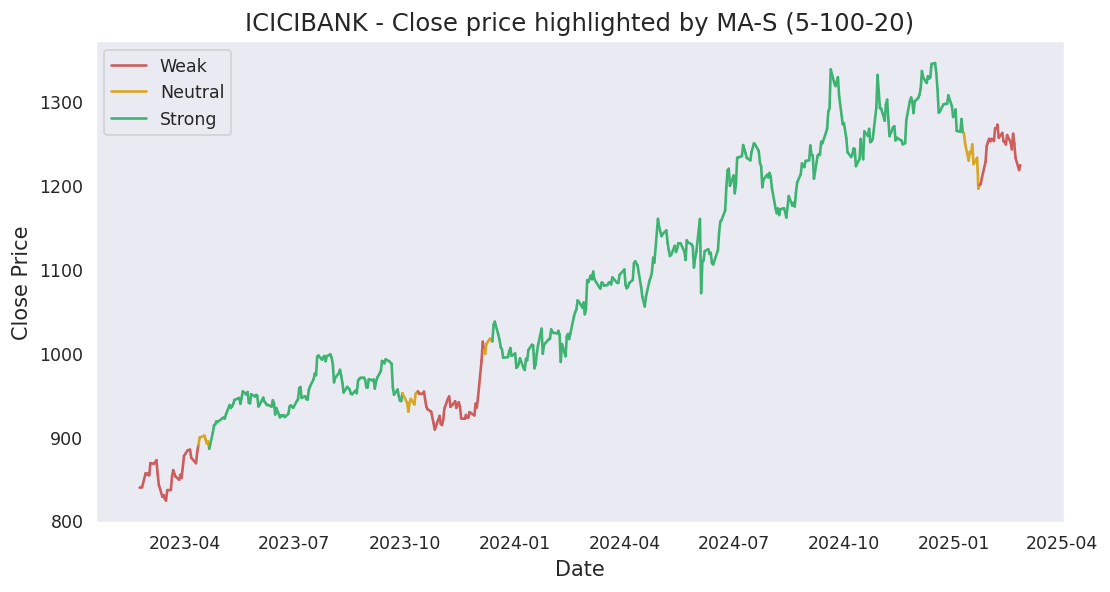 ICICIBANK - Close price highlighted by MA-S (5-100-20)
Weak
Neutral
Strong
Close Price
1300
1200
1100
1000
900
800
2023-04 2023-07 2023-10 2024-01 2024-04 2024-07 2024-10 2025-01 2025-04
Date